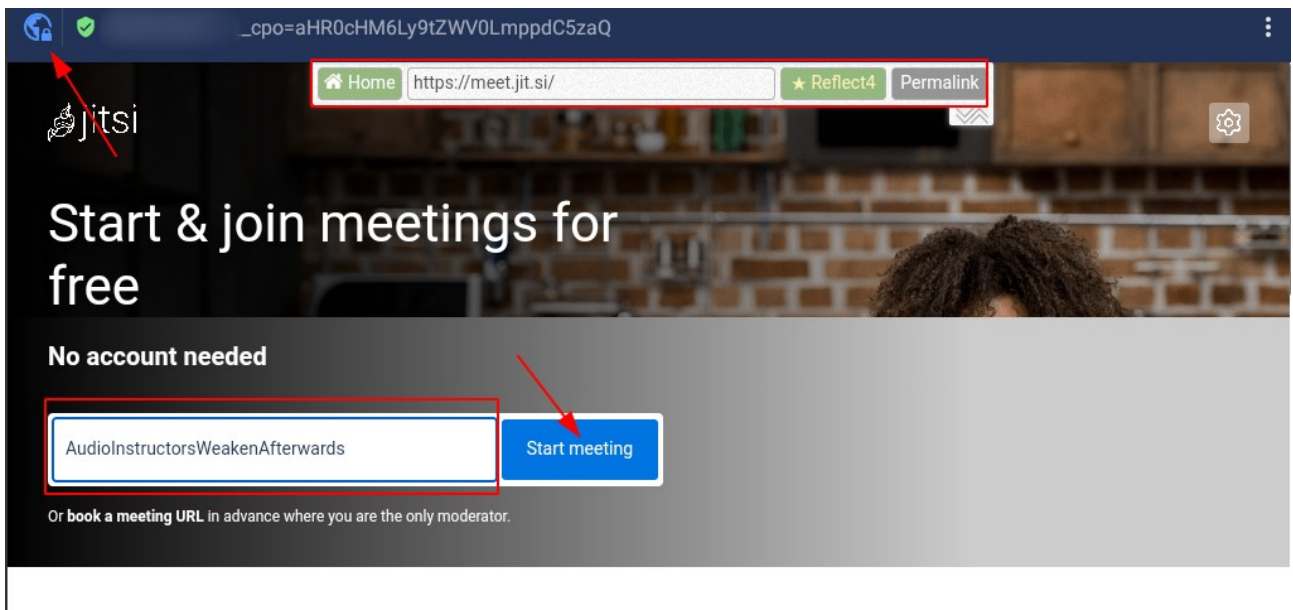 _cpo=aHR0cHM6Ly9tZWV0LmppdC5zaQ
Home https://meet.jit.si/ Reflect4 Permalink
jitsi
Start & join meetings for
free
No account needed
AudioInstructorsWeakenAfterwards Start meeting
Or book a meeting URL in advance where you are the only moderator.